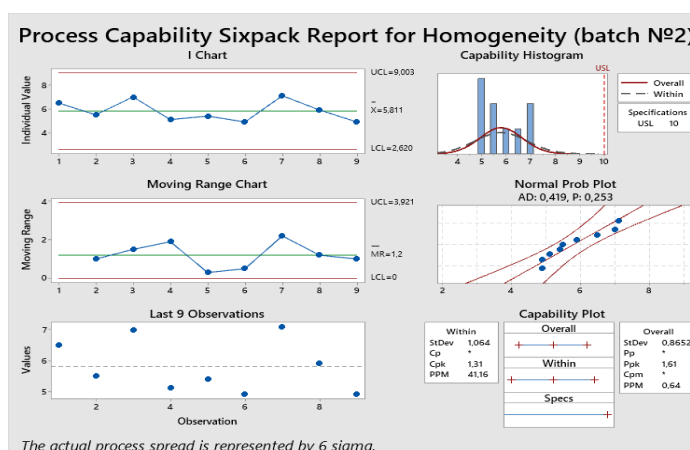 Process Capability Sixpack Report for Homogeneity (batch №2)
I Chart
Individual Value
8
6
4
UCL=9,003
X=5,811
LCL=2,620
1 2 3 4 5 6 7 8 9
Capability Histogram
USL
4 5 6 7 8 9 10
Overall
Within
Specifications
USL 10
Moving Range Chart
Moving Range
4
2
0
UCL=3,921
MR=1,2
LCL=0
1 2 3 4 5 6 7 8 9
Normal Prob Plot
AD: 0,419, P: 0,253
2 4 6 8
Last 9 Observations
Values
7
6
5
2 4 6 8
Observation
Capability Plot
Within
StDev 1,064
Cp *
Cpk 1,31
PPM 41,16
Overall
Within
Specs
Overall
StDev 0,8652
Pp *
Ppk 1,61
Cpm *
PPM 0,64
The actual process spread is represented by 6 sigma.